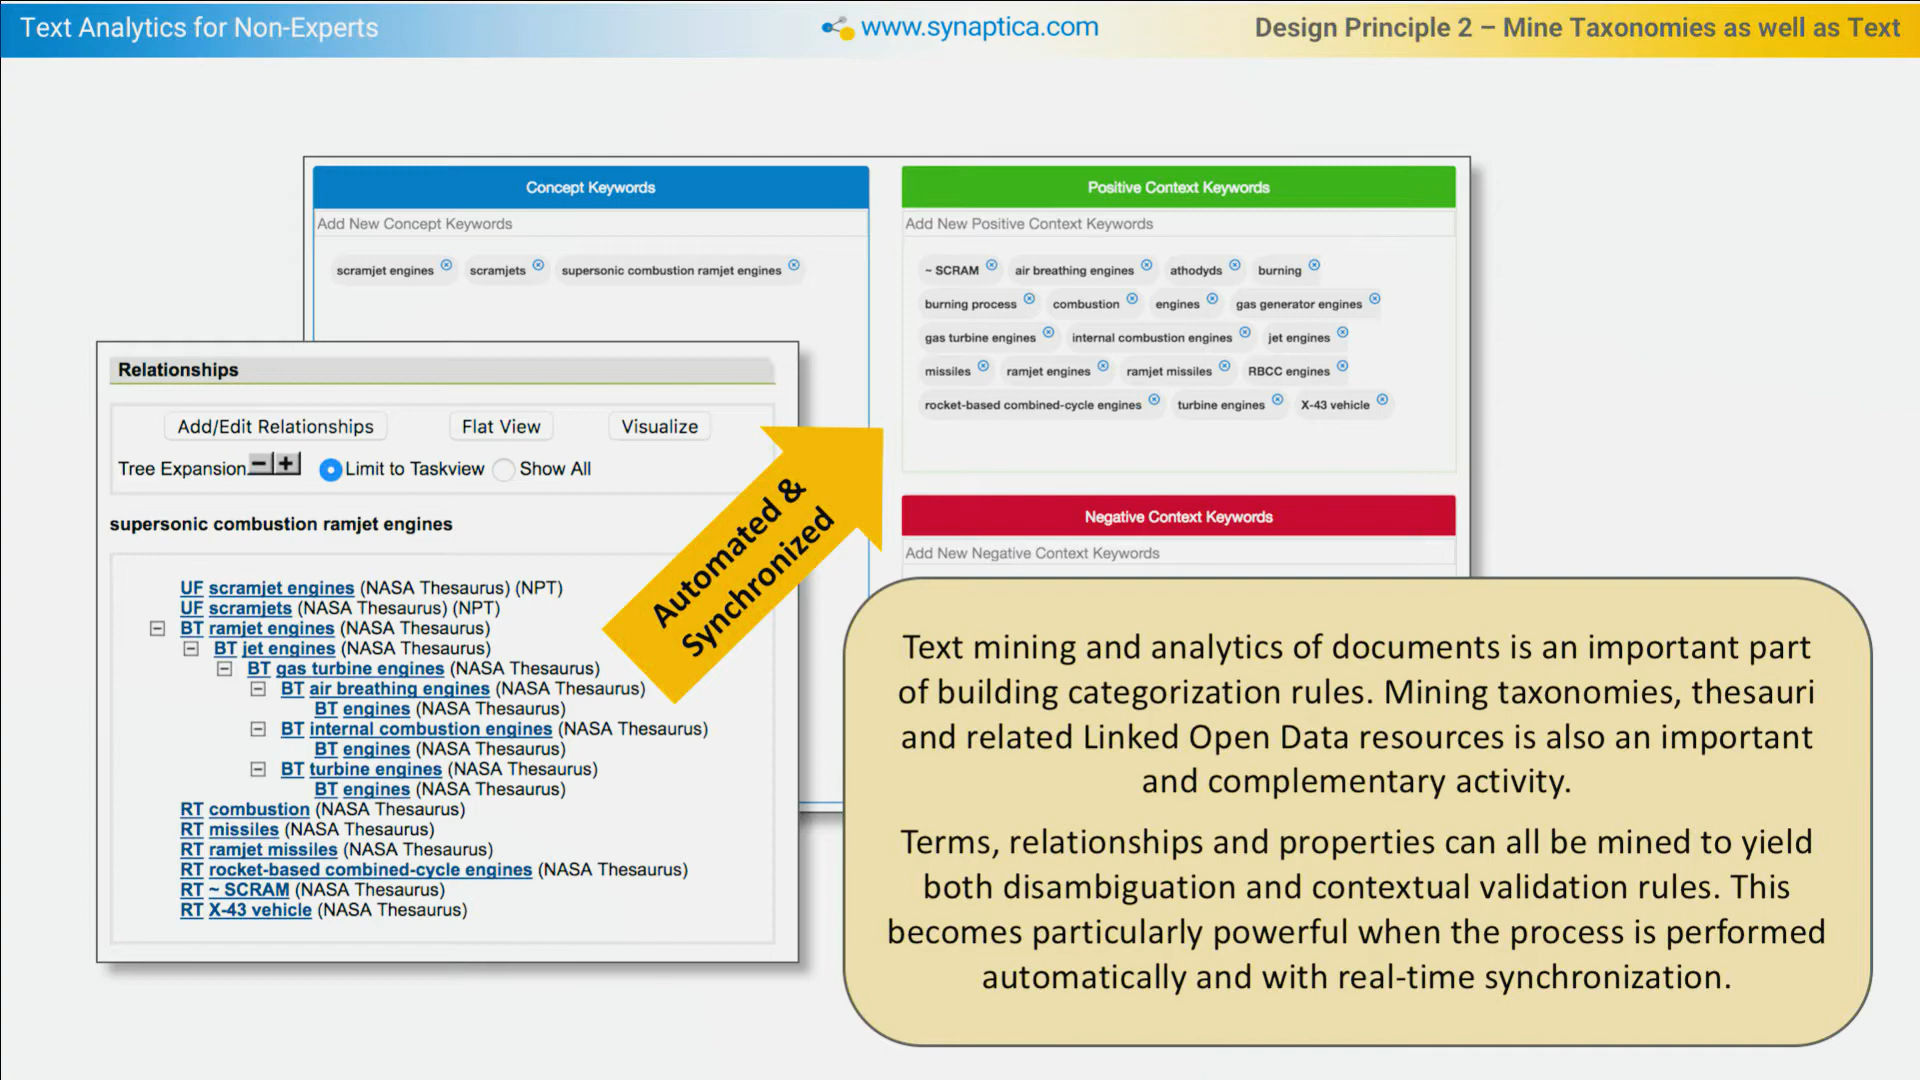 Text Analytics for Non-Experts
www.synaptica.com
Design Principle 2 – Mine Taxonomies as well as Text
Concept Keywords
Add New Concept Keywords
scramjet engines scramjets supersonic combustion ramjet engines
Positive Context Keywords
Add New Positive Context Keywords
~ SCRAM air breathing engines athodyds burning
burning process combustion engines gas generator engines
gas turbine engines internal combustion engines jet engines
missiles ramjet engines ramjet missiles RBCC engines
rocket-based combined-cycle engines turbine engines X-43 vehicle
Negative Context Keywords
Add New Negative Context Keywords
Relationships
Add/Edit Relationships Flat View Visualize
Tree Expansion Limit to Taskview Show All
supersonic combustion ramjet engines
UF scramjet engines (NASA Thesaurus) (NPT)
UF scramjets (NASA Thesaurus) (NPT)
BT ramjet engines (NASA Thesaurus)
BT jet engines (NASA Thesaurus)
BT gas turbine engines (NASA Thesaurus)
BT air breathing engines (NASA Thesaurus)
BT engines (NASA Thesaurus)
BT internal combustion engines (NASA Thesaurus)
BT engines (NASA Thesaurus)
BT turbine engines (NASA Thesaurus)
BT engines (NASA Thesaurus)
RT combustion (NASA Thesaurus)
RT missiles (NASA Thesaurus)
RT ramjet missiles (NASA Thesaurus)
RT rocket-based combined-cycle engines (NASA Thesaurus)
RT ~ SCRAM (NASA Thesaurus)
RT X-43 vehicle (NASA Thesaurus)
Automated &
Synchronized
Text mining and analytics of documents is an important part
of building categorization rules. Mining taxonomies, thesauri
and related Linked Open Data resources is also an important
and complementary activity.
Terms, relationships and properties can all be mined to yield
both disambiguation and contextual validation rules. This
becomes particularly powerful when the process is performed
automatically and with real-time synchronization.